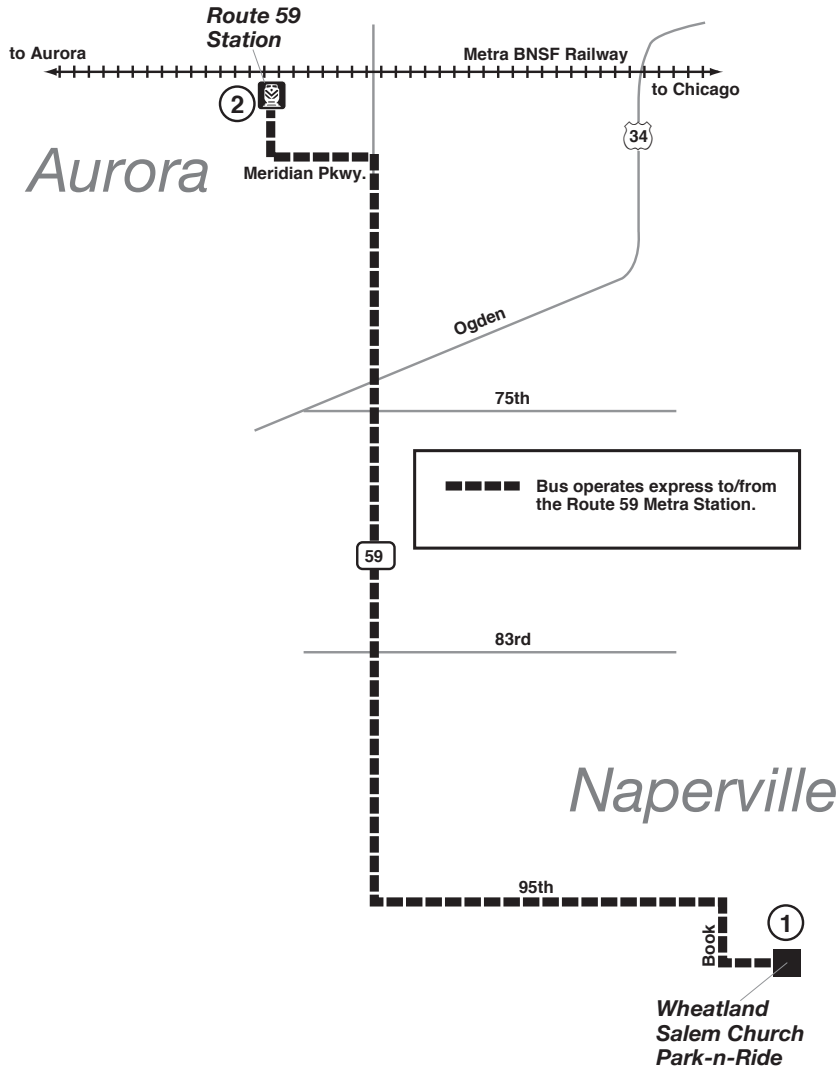 Route 59
Station
to Aurora
Metra BNSF Railway
to Chicago
2
34
Aurora
Meridian Pkwy.
Ogden
75th
Bus operates express to/from
the Route 59 Metra Station.
59
83rd
Naperville
95th
1
Book
Wheatland
Salem Church
Park-n-Ride